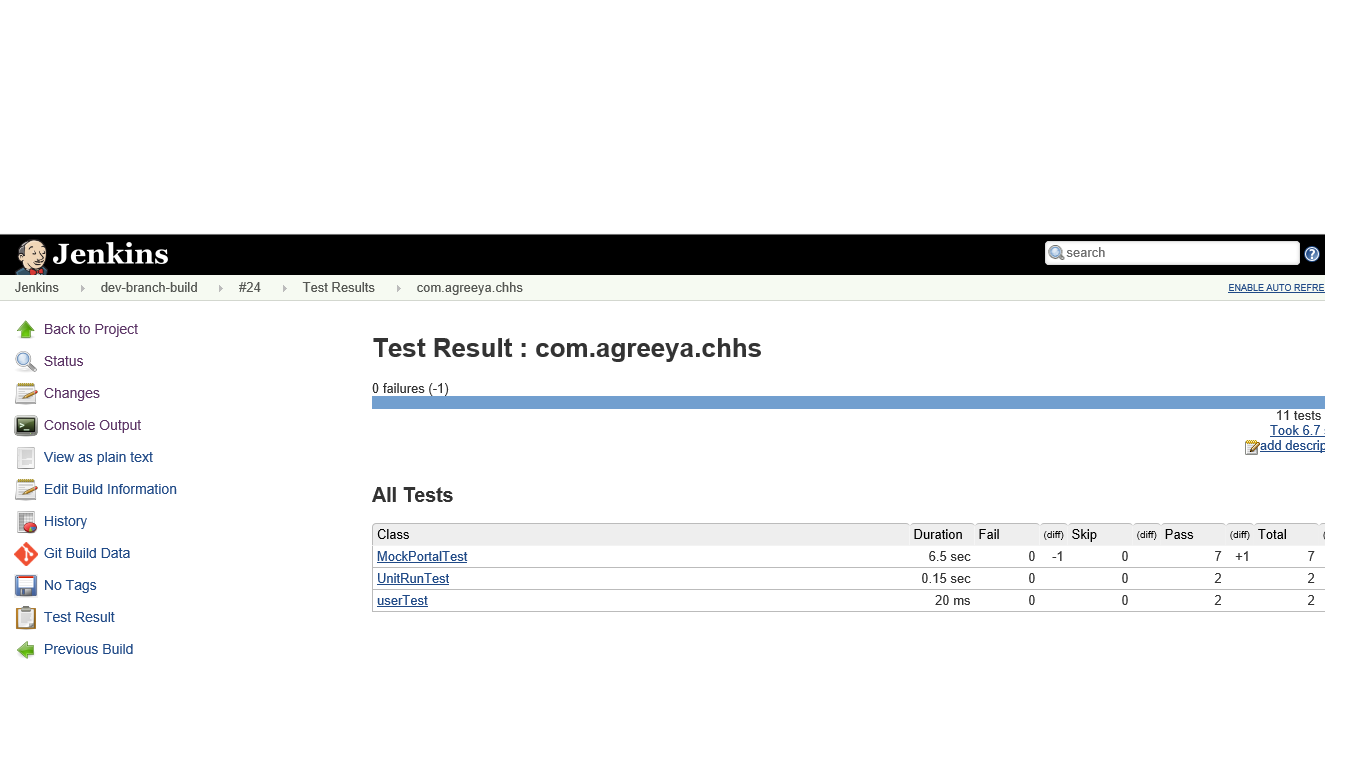 Jenkins
search
Jenkins dev-branch-build #24 Test Results com.agreeya.chhs
ENABLE AUTO REFRE
Back to Project
Status
Changes
Console Output
View as plain text
Edit Build Information
History
Git Build Data
No Tags
Test Result
Previous Build
Test Result : com.agreeya.chhs
0 failures (-1)
11 tests
Took 6.7
add descrip
All Tests
Class Duration Fail (diff) Skip (diff) Pass (diff) Total
MockPortalTest 6.5 sec 0 -1 0 7 +1 7
UnitRunTest 0.15 sec 0 0 2 2
userTest 20 ms 0 0 2 2